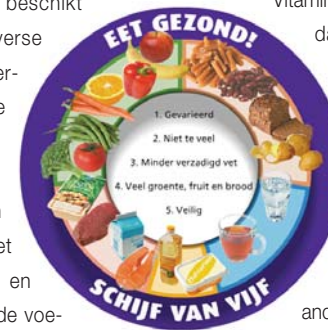 beschikt
verse
er-
e
et
en
de voe-
EET GEZOND!
1. Gevarieerd
2. Niet te veel
3. Minder verzadigd vet
4. Veel groente, fruit en brood
5. Veilig
SCHIJF VAN VIJF
vitamin
da
and